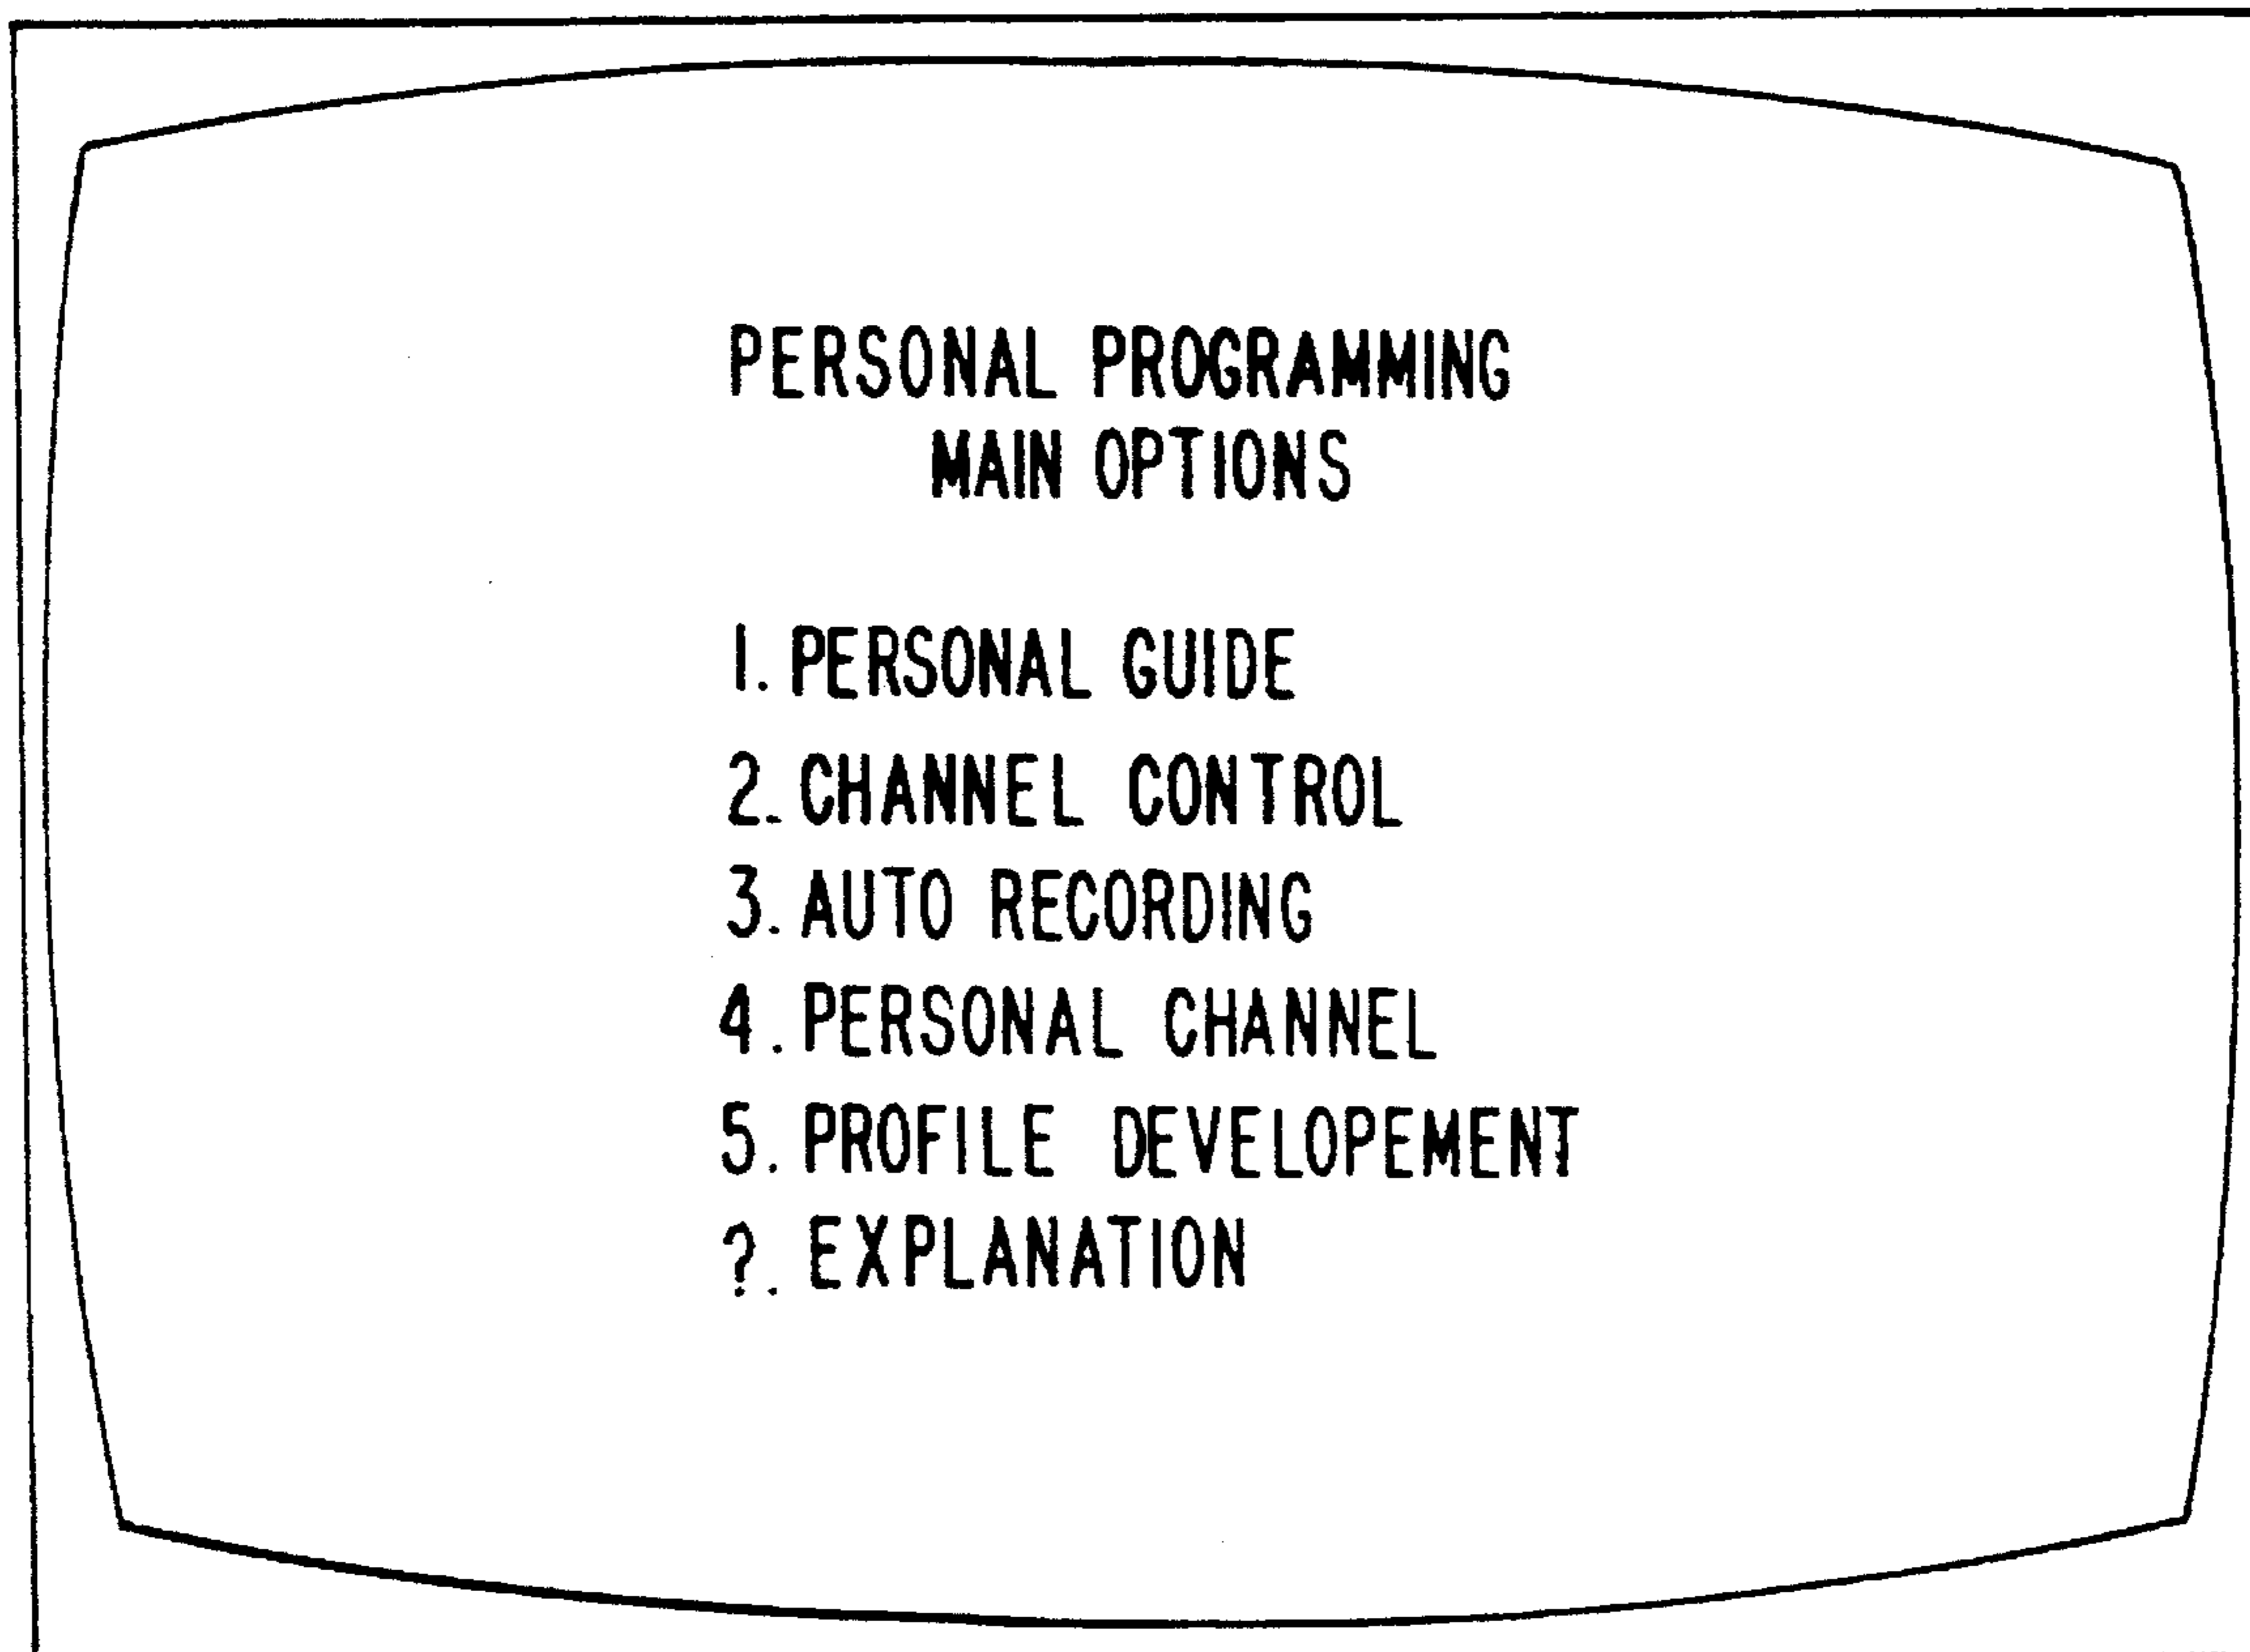 PERSONAL PROGRAMMING
MAIN OPTIONS
1. PERSONAL GUIDE
2. CHANNEL CONTROL
3. AUTO RECORDING
4. PERSONAL CHANNEL
5. PROFILE DEVELOPEMENT
?. EXPLANATION